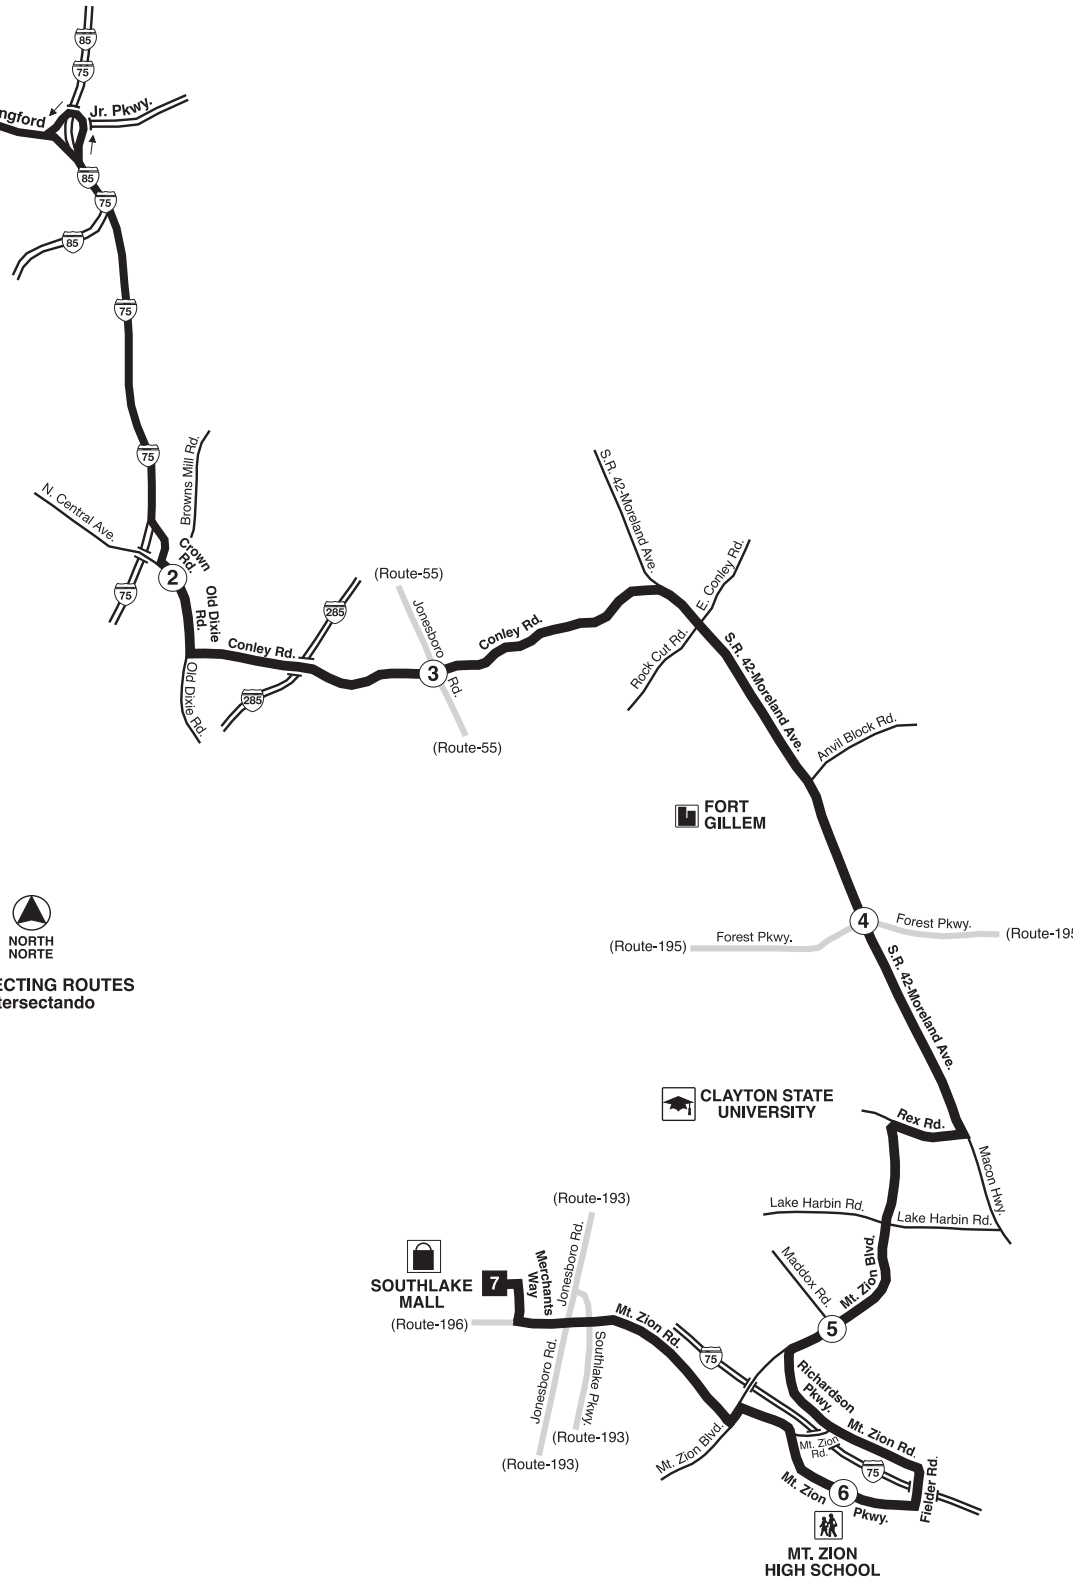 85
75
ngford
Jr. Pkwy.
85
75
85
75
75
N. Central Ave.
Browns Mill Rd.
Crown
Rd.
2
75
Old Dixie
Rd.
Old Dixie Rd.
Conley Rd.
285
285
(Route-55)
Jonesboro
Rd.
3
(Route-55)
Conley Rd.
S.R. 42-Moreland Ave.
E. Conley Rd.
Rock Cut Rd.
S.R. 42-Moreland Ave.
Anvil Block Rd.
FORT
GILLEM
4
(Route-195)
Forest Pkwy.
Forest Pkwy.
(Route-195
NORTH
NORTE
ECTING ROUTES
tersectando
S.R. 42-Moreland Ave.
CLAYTON STATE
UNIVERSITY
Rex Rd.
Macon Hwy.
Lake Harbin Rd.
Lake Harbin Rd.
Mt. Zion Blvd.
Maddox Rd.
5
(Route-193)
Jonesboro Rd.
Merchants
Way
7
SOUTHLAKE
MALL
(Route-196)
Mt. Zion Rd.
75
Jonesboro Rd.
Southlake Pkwy.
(Route-193)
(Route-193)
Richardson
Pkwy.
Mt. Zion Rd.
Mt. Zion Blvd.
Mt. Zion
Rd.
75
Fielder Rd.
Mt. Zion
6
Pkwy.
MT. ZION
HIGH SCHOOL